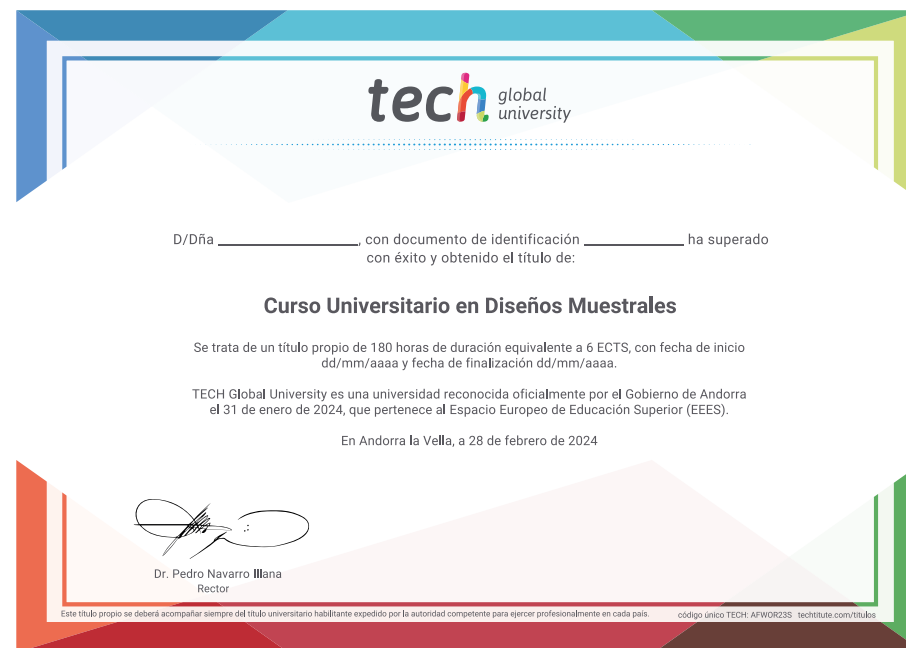 tech global university
D/Dña ____________________, con documento de identificación ______________ ha superado
con éxito y obtenido el título de:
Curso Universitario en Diseños Muestrales
Se trata de un título propio de 180 horas de duración equivalente a 6 ECTS, con fecha de inicio
dd/mm/aaaa y fecha de finalización dd/mm/aaaa.
TECH Global University es una universidad reconocida oficialmente por el Gobierno de Andorra
el 31 de enero de 2024, que pertenece al Espacio Europeo de Educación Superior (EEES).
En Andorra la Vella, a 28 de febrero de 2024
Dr. Pedro Navarro Illana
Rector
Este título propio se deberá acompañar siempre del título universitario habilitante expedido por la autoridad competente para ejercer profesionalmente en cada país.
código único TECH: AFWOR23S techtitute.com/titulos